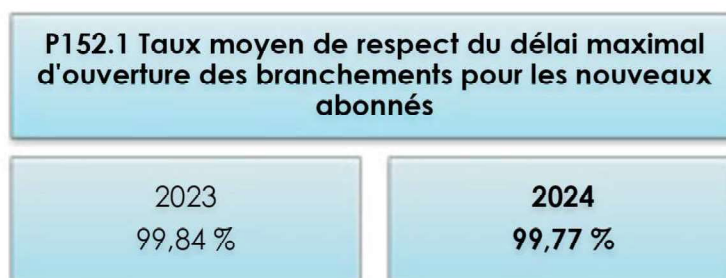 P152.1 Taux moyen de respect du délai maximal
d'ouverture des branchements pour les nouveaux
abonnés
2023
2024
99,84 %
99,77 %